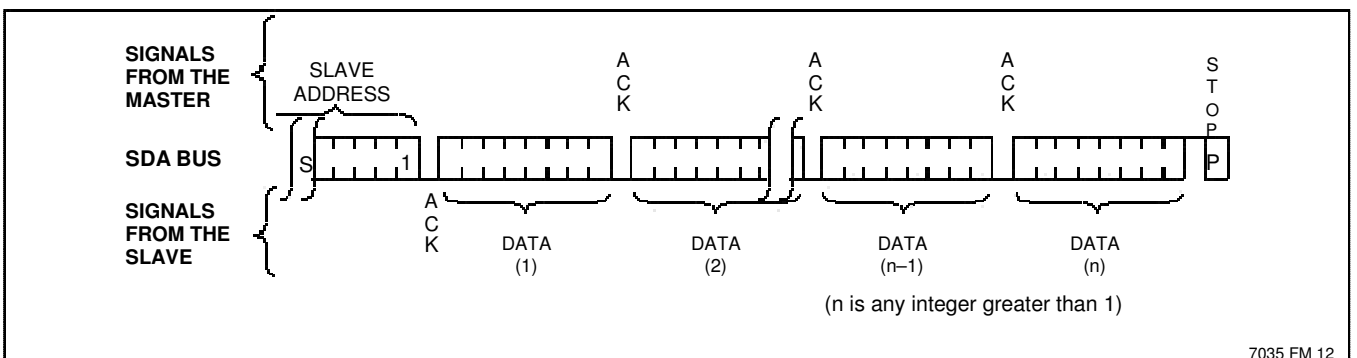 SIGNALS
FROM THE
MASTER
SLAVE
ADDRESS
A
C
K
A
C
K
A
C
K
S
T
O
P
SDA BUS
S
1
P
SIGNALS
FROM THE
SLAVE
A
C
K
DATA
(1)
DATA
(2)
DATA
(n–1)
DATA
(n)
(n is any integer greater than 1)
7035 FM 12